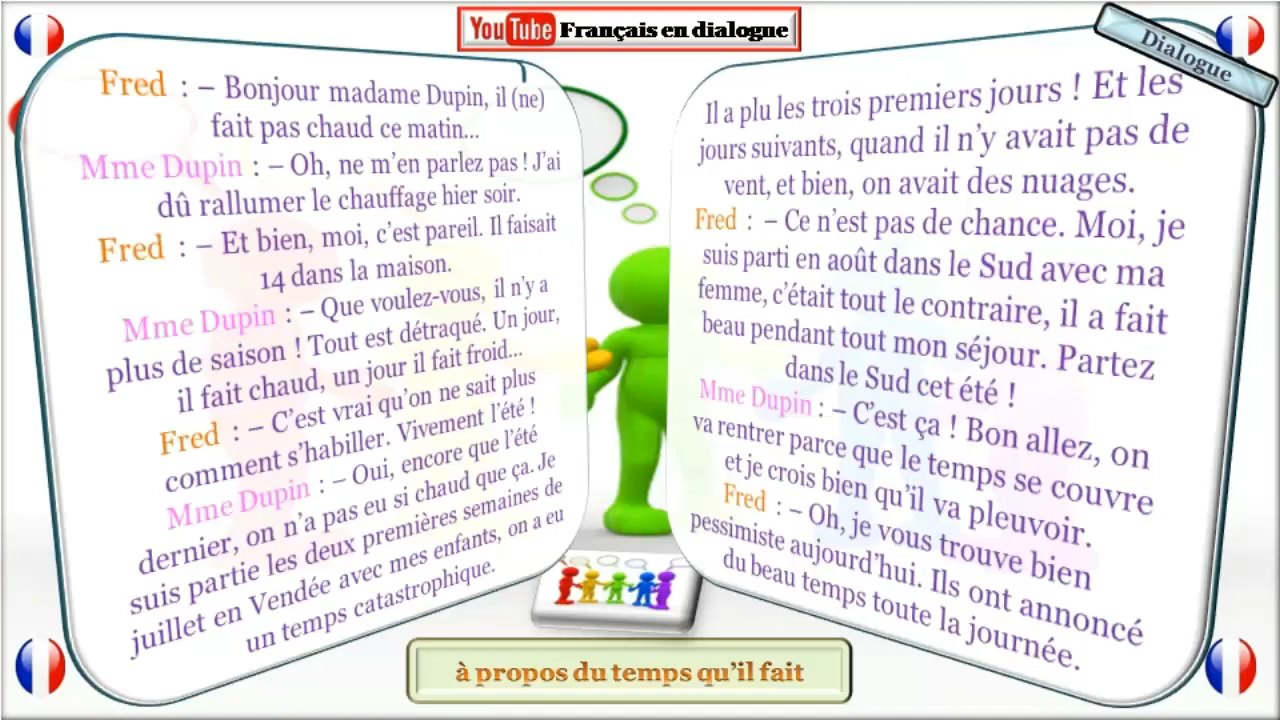 YouTube Français en dialogue
Dialogue
Fred : – Bonjour madame Dupin, il (ne)
fait pas chaud ce matin...
Mme Dupin : – Oh, ne m'en parlez pas ! J'ai
dû rallumer le chauffage hier soir.
Fred : – Et bien, moi, c'est pareil. Il faisait
14 dans la maison.
Mme Dupin : – Que voulez-vous, il n'y a
plus de saison ! Tout est détraqué. Un jour,
il fait chaud, un jour il fait froid...
Fred : – C'est vrai qu'on ne sait plus
comment s'habiller. Vivement l'été !
Mme Dupin : – Oui, encore que l'été
dernier, on n'a pas eu si chaud que ça. Je
suis partie les deux premières semaines de
juillet en Vendée avec mes enfants, on a eu
un temps catastrophique.
Il a plu les trois premiers jours ! Et les
jours suivants, quand il n'y avait pas de
vent, et bien, on avait des nuages.
Fred : – Ce n'est pas de chance. Moi, je
suis parti en août dans le Sud avec ma
femme, c'était tout le contraire, il a fait
beau pendant tout mon séjour. Partez
dans le Sud cet été !
Mme Dupin : – C'est ça ! Bon allez, on
va rentrer parce que le temps se couvre
et je crois bien qu'il va pleuvoir.
Fred : – Oh, je vous trouve bien
pessimiste aujourd'hui. Ils ont annoncé
du beau temps toute la journée.
à propos du temps qu'il fait